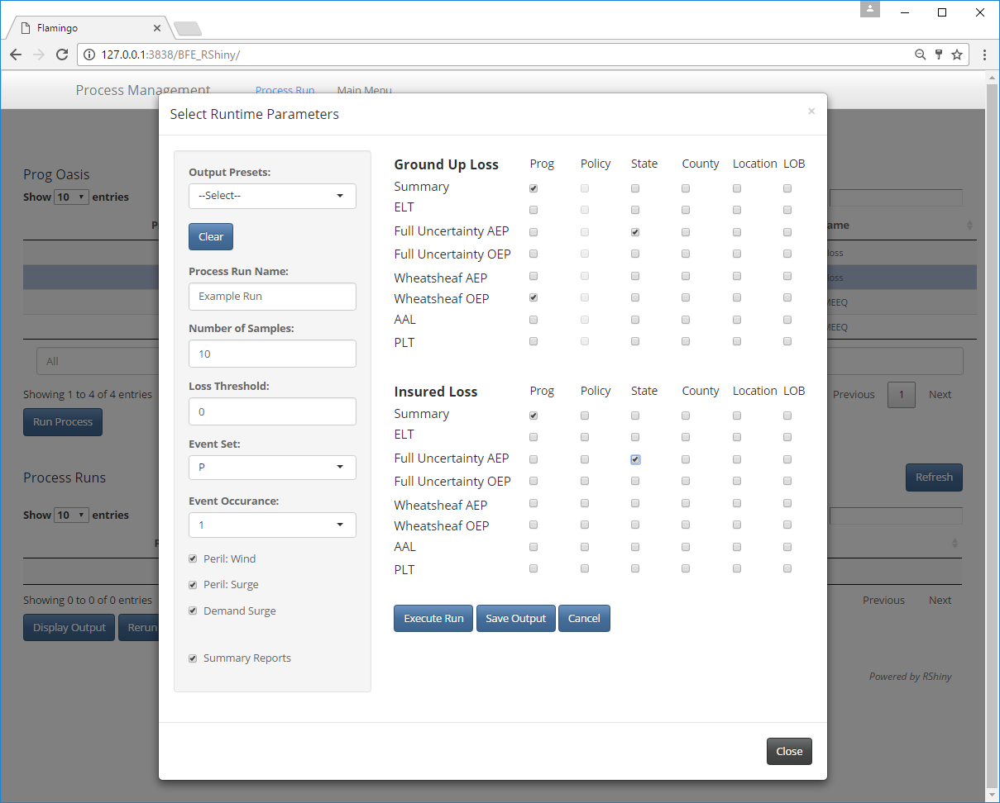 Flamingo
127.0.0.1:3838/BFE_RShiny/
Process Management Process Run Main Menu
Select Runtime Parameters ×
Prog Oasis
Show 10 entries
Output Presets:
--Select--
Clear
Process Run Name:
Example Run
Number of Samples:
10
Loss Threshold:
0
Event Set:
P
Event Occurance:
1
Peril: Wind
Peril: Surge
Demand Surge
Summary Reports
Ground Up Loss Prog Policy State County Location LOB
Summary
ELT
Full Uncertainty AEP
Full Uncertainty OEP
Wheatsheaf AEP
Wheatsheaf OEP
AAL
PLT
Insured Loss Prog Policy State County Location LOB
Summary
ELT
Full Uncertainty AEP
Full Uncertainty OEP
Wheatsheaf AEP
Wheatsheaf OEP
AAL
PLT
Execute Run Save Output Cancel
Close
All
Showing 1 to 4 of 4 entries
Previous 1 Next
Run Process
Process Runs
Refresh
Show 10 entries
Showing 0 to 0 of 0 entries
Previous Next
Display Output Rerun
Powered by RShiny